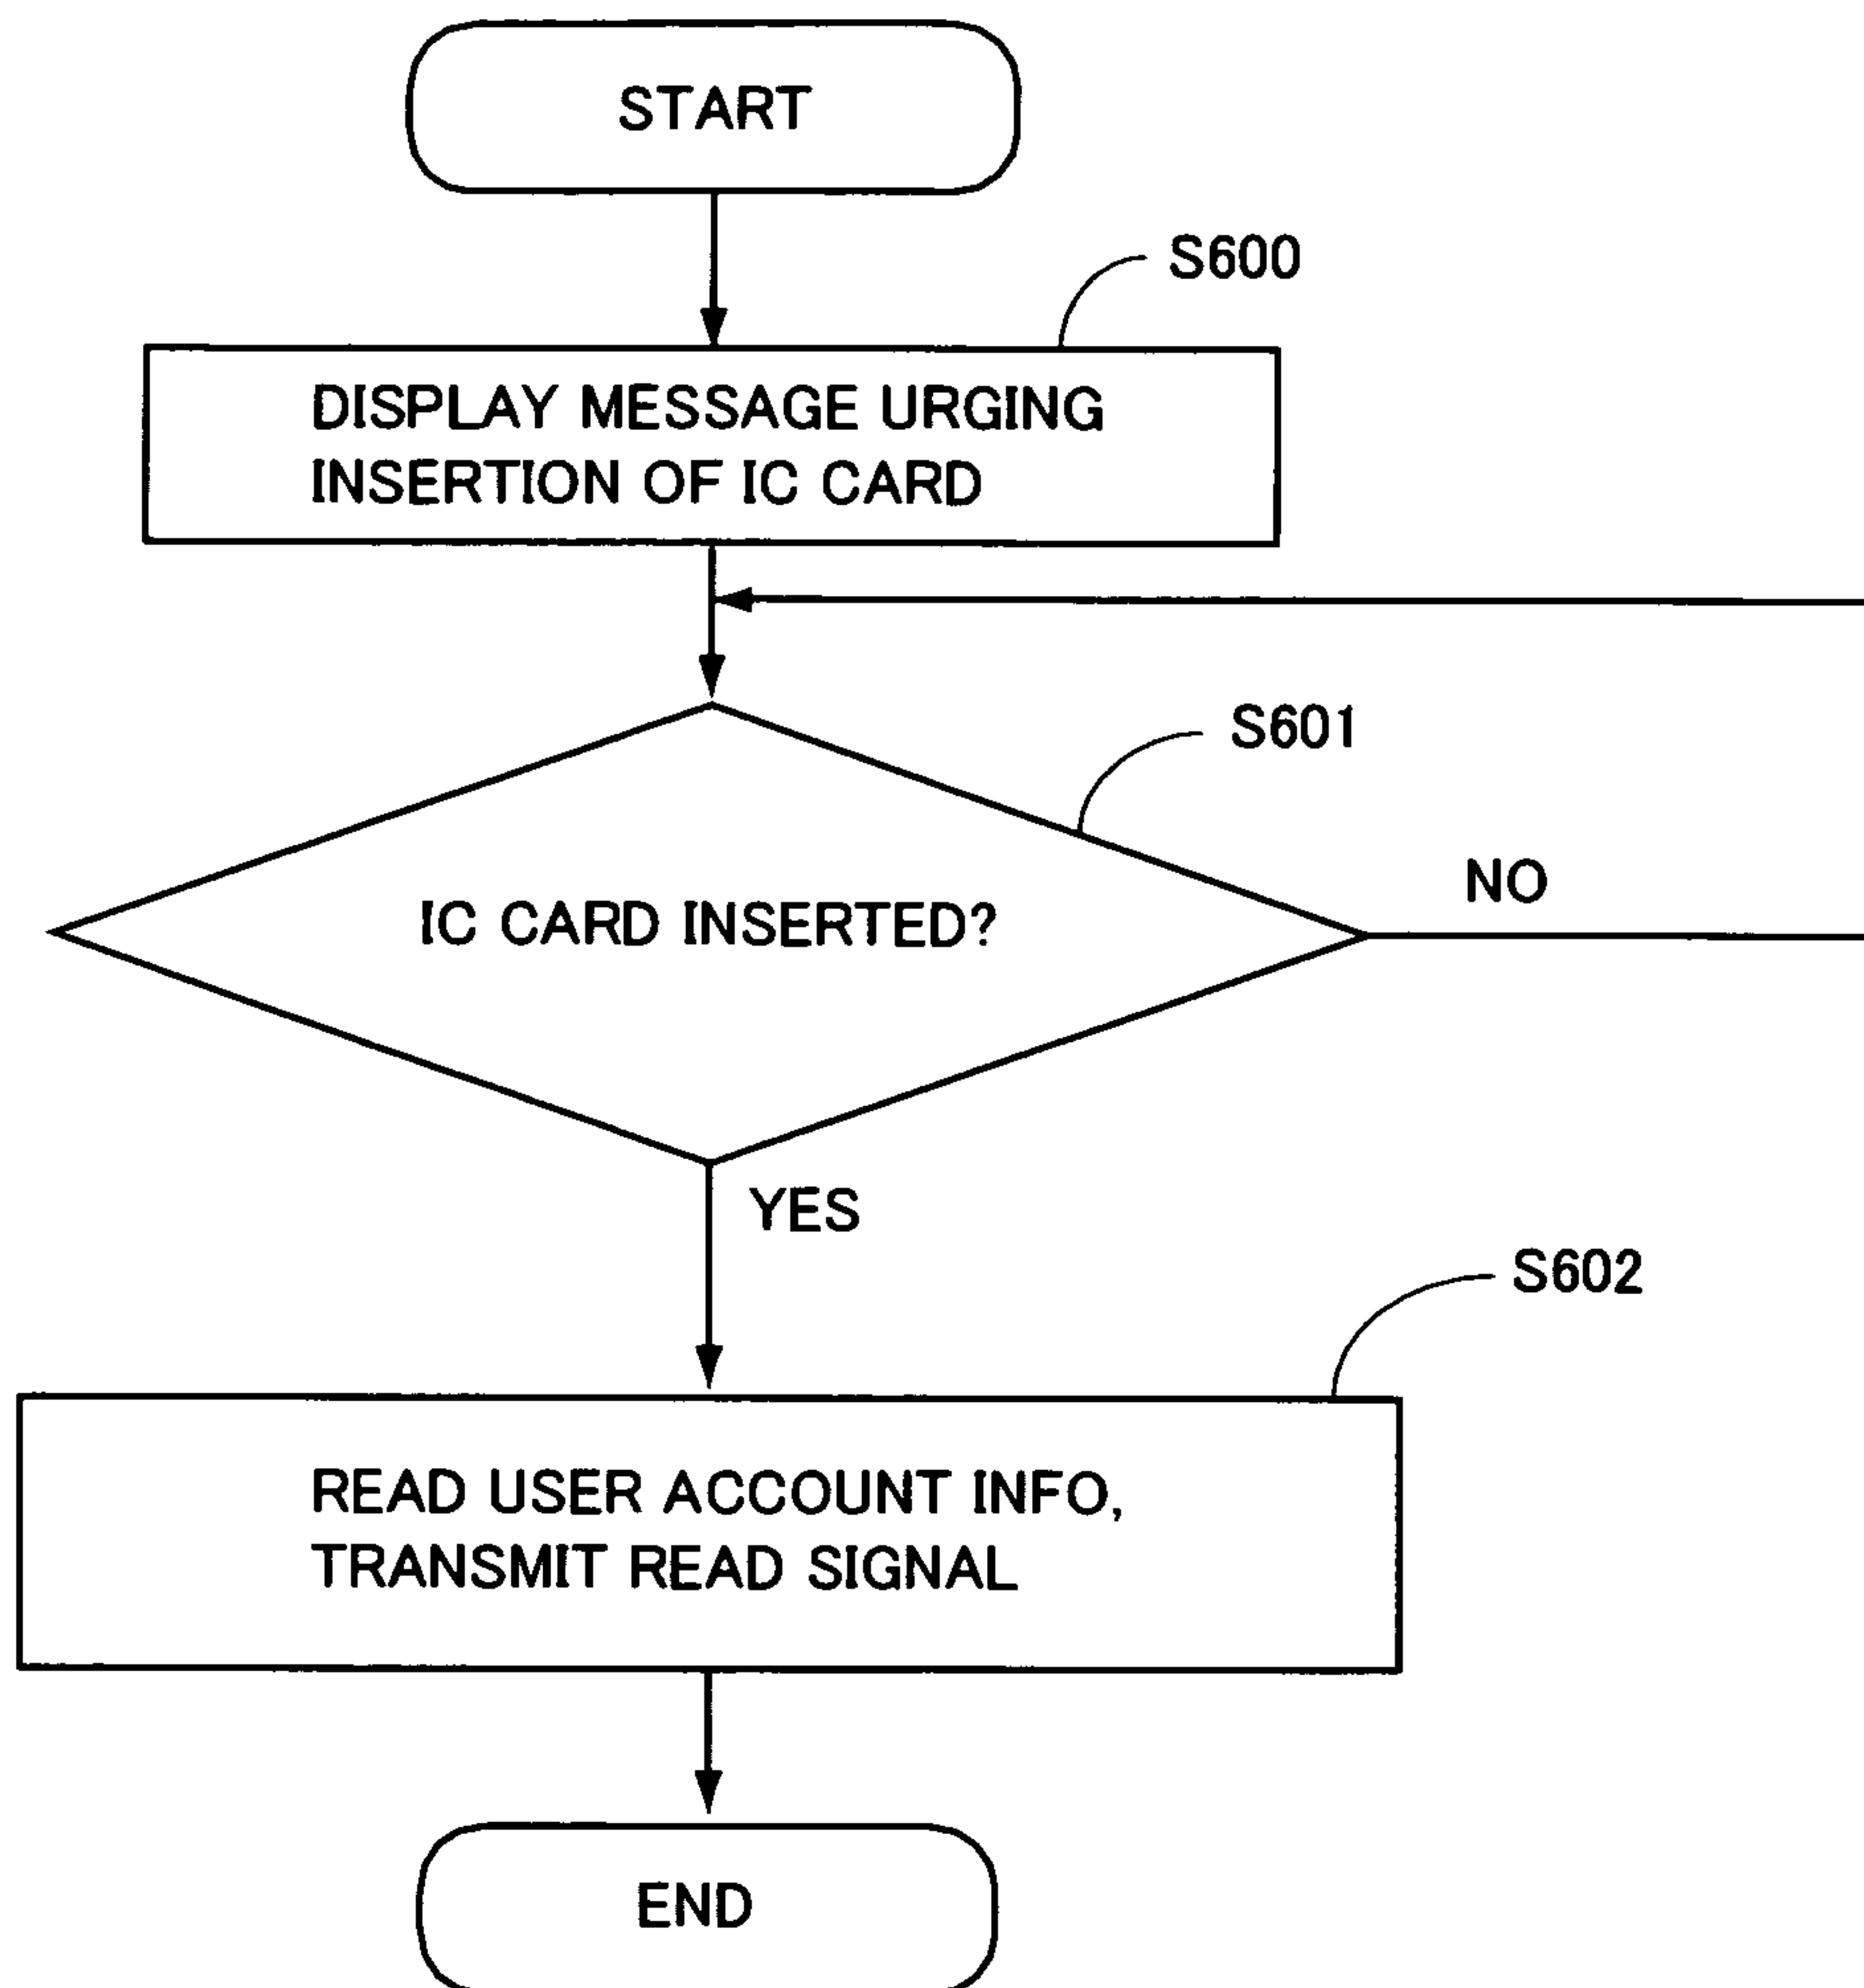 START
S600
DISPLAY MESSAGE URGING
INSERTION OF IC CARD
S601
IC CARD INSERTED?
NO
YES
S602
READ USER ACCOUNT INFO,
TRANSMIT READ SIGNAL
END